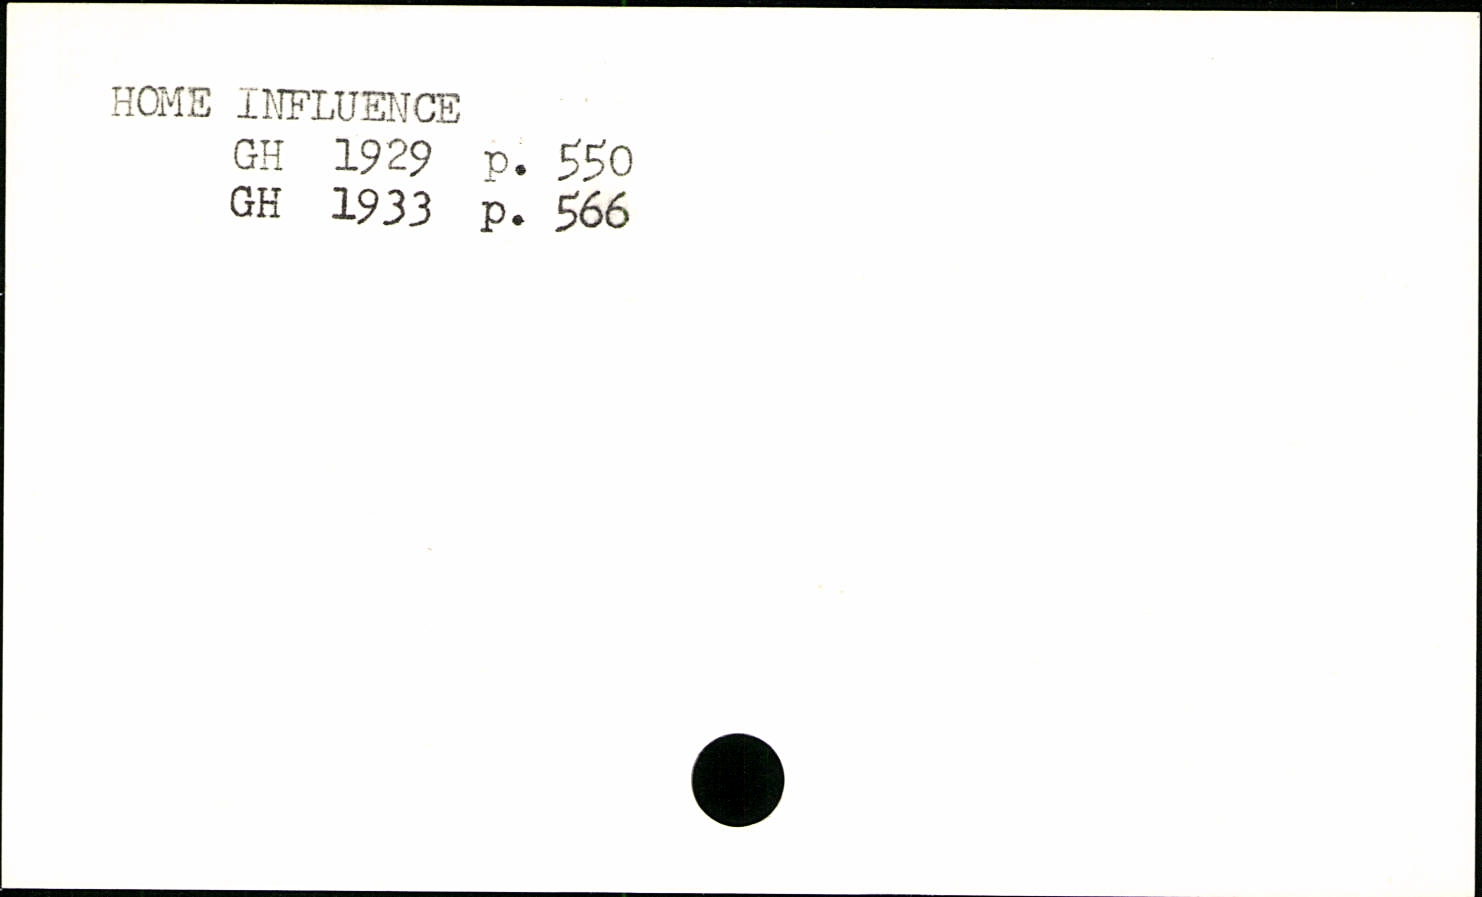 HOME INFLUENCE
GH 1929 p. 550
GH 1933 p. 566